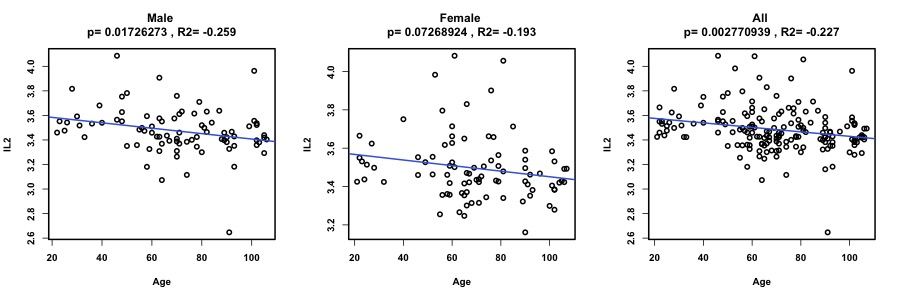 Male
p= 0.01726273 , R2= -0.259
IL2
2.6 2.8 3.0 3.2 3.4 3.6 3.8 4.0
20 40 60 80 100
Age
Female
p= 0.07268924 , R2= -0.193
IL2
3.2 3.4 3.6 3.8 4.0
20 40 60 80 100
Age
All
p= 0.002770939 , R2= -0.227
IL2
2.6 2.8 3.0 3.2 3.4 3.6 3.8 4.0
20 40 60 80 100
Age